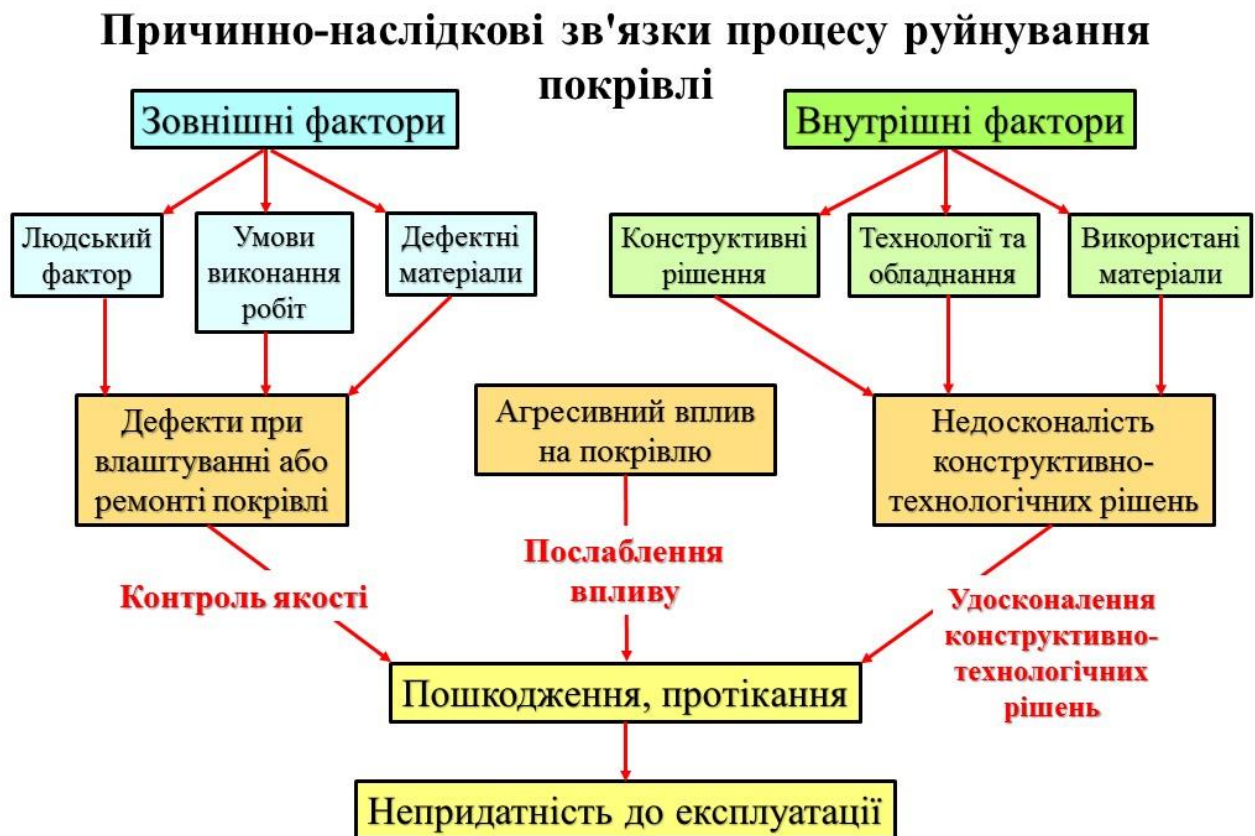 Причинно-наслідкові зв'язки процесу руйнування
покрівлі
Зовнішні фактори
Внутрішні фактори
Людський
фактор
Умови
виконання
робіт
Дефектні
матеріали
Конструктивні
рішення
Технології та
обладнання
Використані
матеріали
Дефекти при
влаштуванні або
ремонті покрівлі
Агресивний вплив
на покрівлю
Недосконалість
конструктивно-
технологічних рішень
Контроль якості
Послаблення
впливу
Удосконалення
конструктивно-
технологічних
рішень
Пошкодження, протікання
Непридатність до експлуатації